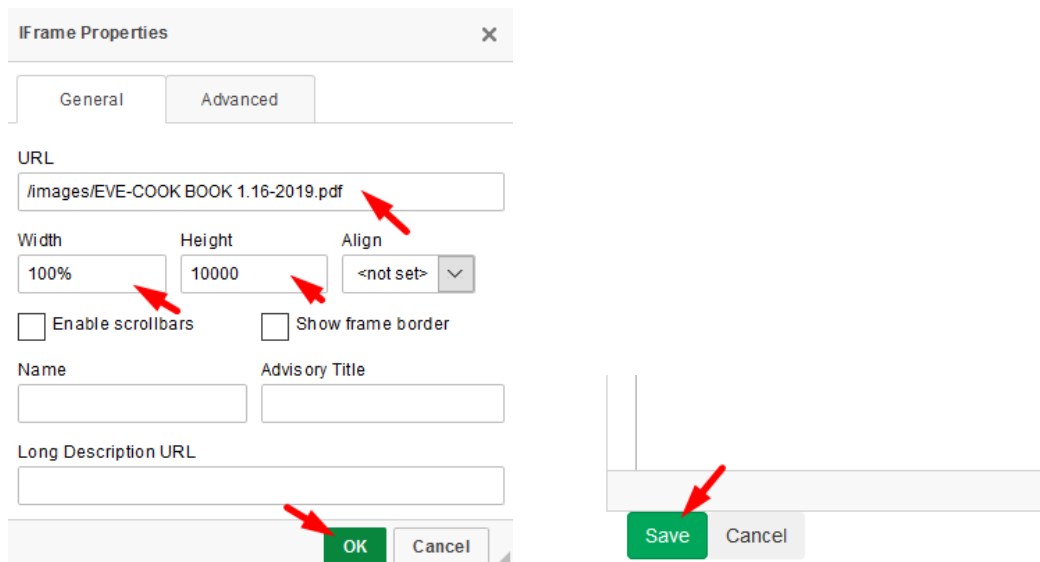 IFrame Properties
General Advanced
URL
/images/EVE-COOK BOOK 1.16-2019.pdf
Width Height Align
100% 10000 <not set>
Enable scrollbars Show frame border
Name Advisory Title
Long Description URL
OK Cancel
Save Cancel